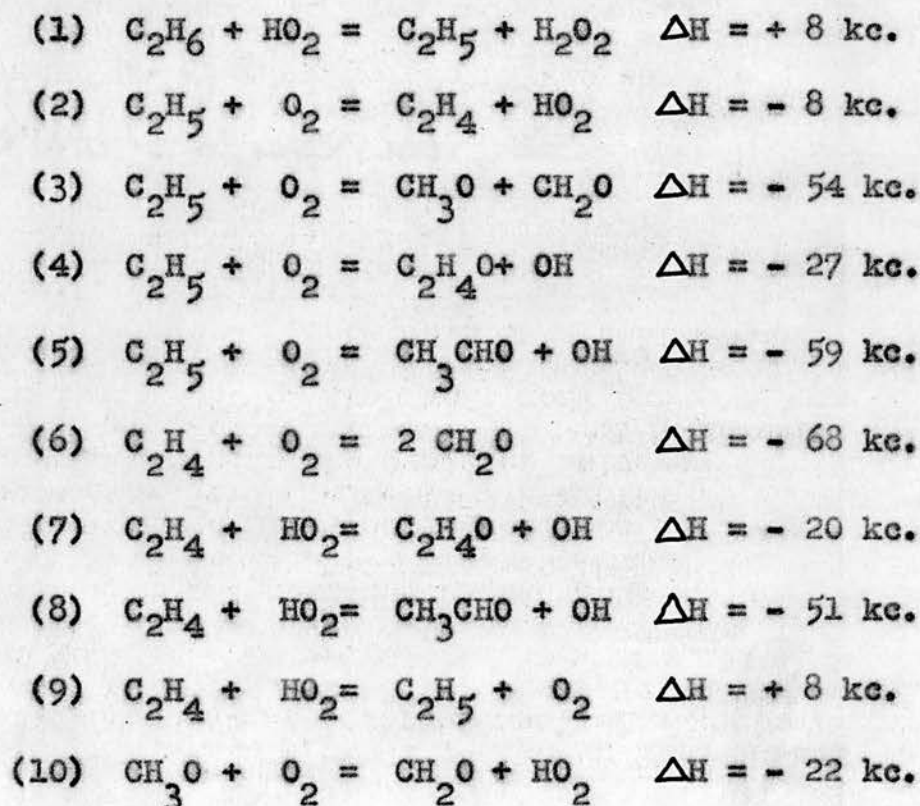 (1) C₂H₆ + HO₂ = C₂H₅ + H₂O₂ ΔH = + 8 kc.
(2) C₂H₅ + O₂ = C₂H₄ + HO₂ ΔH = - 8 kc.
(3) C₂H₅ + O₂ = CH₃O + CH₂O ΔH = - 54 kc.
(4) C₂H₅ + O₂ = C₂H₄O + OH ΔH = - 27 kc.
(5) C₂H₅ + O₂ = CH₃CHO + OH ΔH = - 59 kc.
(6) C₂H₄ + O₂ = 2 CH₂O ΔH = - 68 kc.
(7) C₂H₄ + HO₂ = C₂H₄O + OH ΔH = - 20 kc.
(8) C₂H₄ + HO₂ = CH₃CHO + OH ΔH = - 51 kc.
(9) C₂H₄ + HO₂ = C₂H₅ + O₂ ΔH = + 8 kc.
(10) CH₃O + O₂ = CH₂O + HO₂ ΔH = - 22 kc.